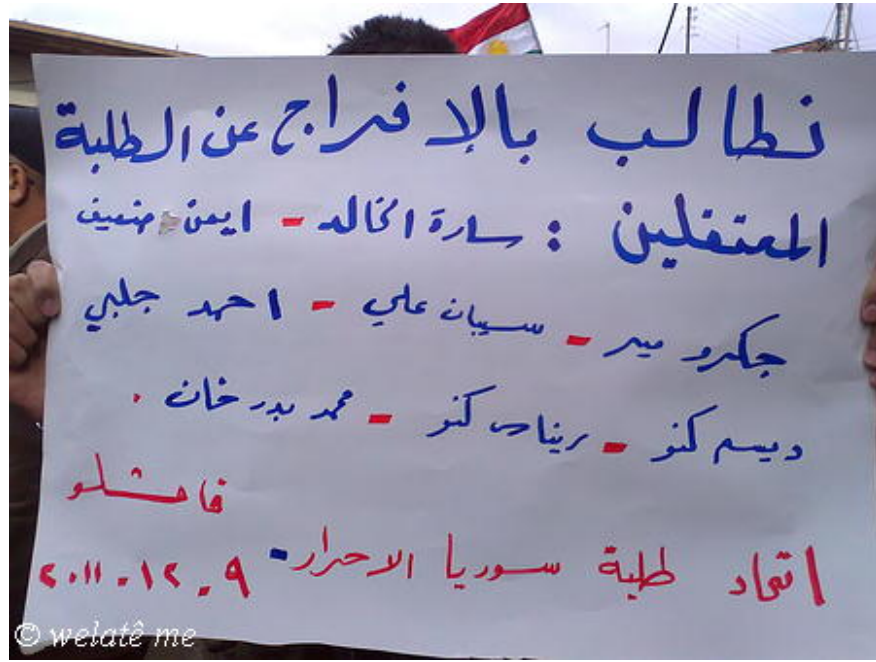 نطالب بالإفراج عن الطلبة
المعتقلين : سارة الخالد - ايمن ضعيف
جكرو مير - سيبان علي - احمد جلبي
ديسم كنو - ريناس كنو - محمد بدرخان .
قامشلو
اتحاد طلبة سوريا الاحرار - ٩ . ١٢ - ٢٠١١
© welatê me